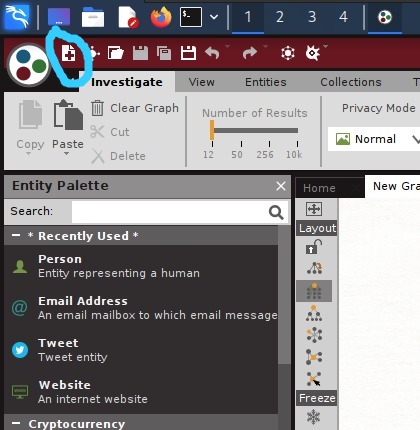 1 2 3 4
Investigate View Entities Collections
Copy Paste
Clear Graph
Cut
Delete
Number of Results
12 50 256 10k
Privacy Mode
Normal
Entity Palette
Search:
* Recently Used *
Person
Entity representing a human
Email Address
An email mailbox to which email message
Tweet
Tweet entity
Website
An internet website
Cryptocurrency
Home New Gra
Layout
Freeze